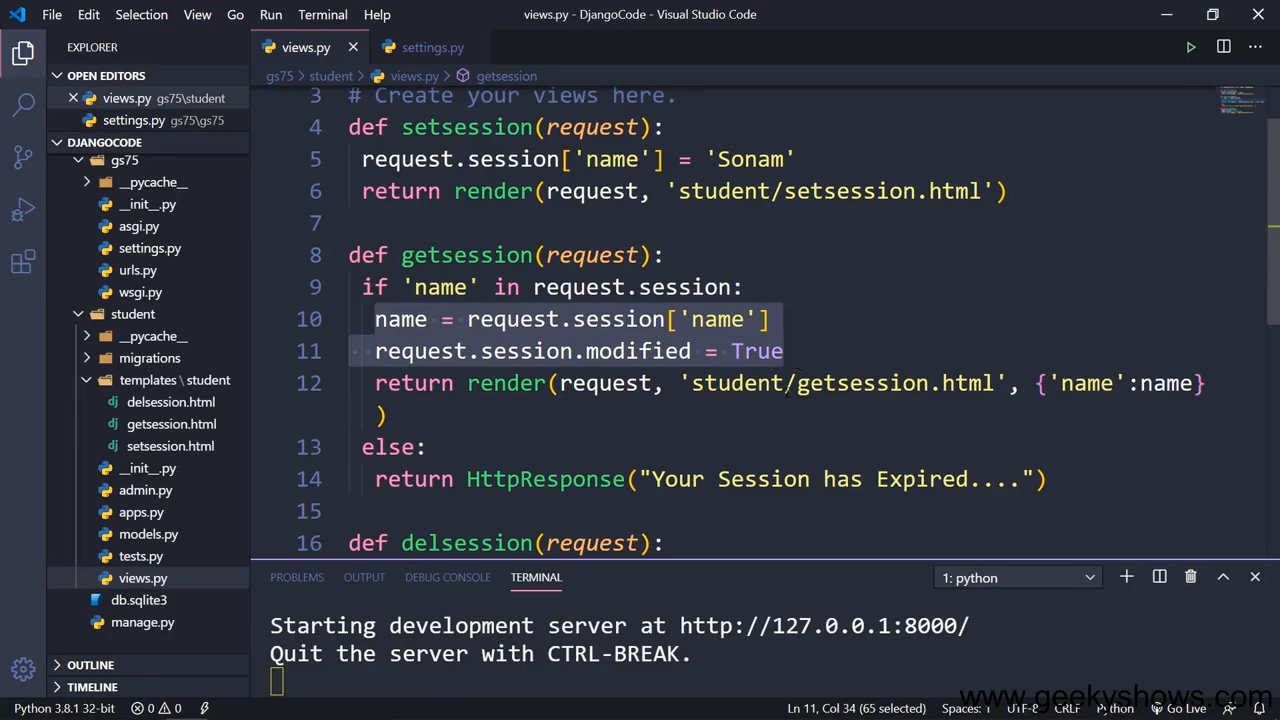 File Edit Selection View Go Run Terminal Help views.py - DjangoCode - Visual Studio Code
EXPLORER
OPEN EDITORS
views.py gs75\student
settings.py gs75\gs75
DJANGOCODE
gs75
__pycache__
__init__.py
asgi.py
settings.py
urls.py
wsgi.py
student
__pycache__
migrations
templates \ student
delsession.html
getsession.html
setsession.html
__init__.py
admin.py
apps.py
models.py
tests.py
views.py
db.sqlite3
manage.py
OUTLINE
TIMELINE
views.py settings.py
gs75 > student > views.py > getsession
3 # Create your views here.
4 def setsession(request):
5 request.session['name'] = 'Sonam'
6 return render(request, 'student/setsession.html')
7
8 def getsession(request):
9 if 'name' in request.session:
10 name = request.session['name']
11 request.session.modified = True
12 return render(request, 'student/getsession.html', {'name':name}
)
13 else:
14 return HttpResponse("Your Session has Expired....")
15
16 def delsession(request):
PROBLEMS OUTPUT DEBUG CONSOLE TERMINAL 1: python
Starting development server at http://127.0.0.1:8000/
Quit the server with CTRL-BREAK.
www.geekyshows.com
Python 3.8.1 32-bit 0 0 Ln 11, Col 34 (65 selected) Spaces: 1 UTF-8 CRLF Python Go Live